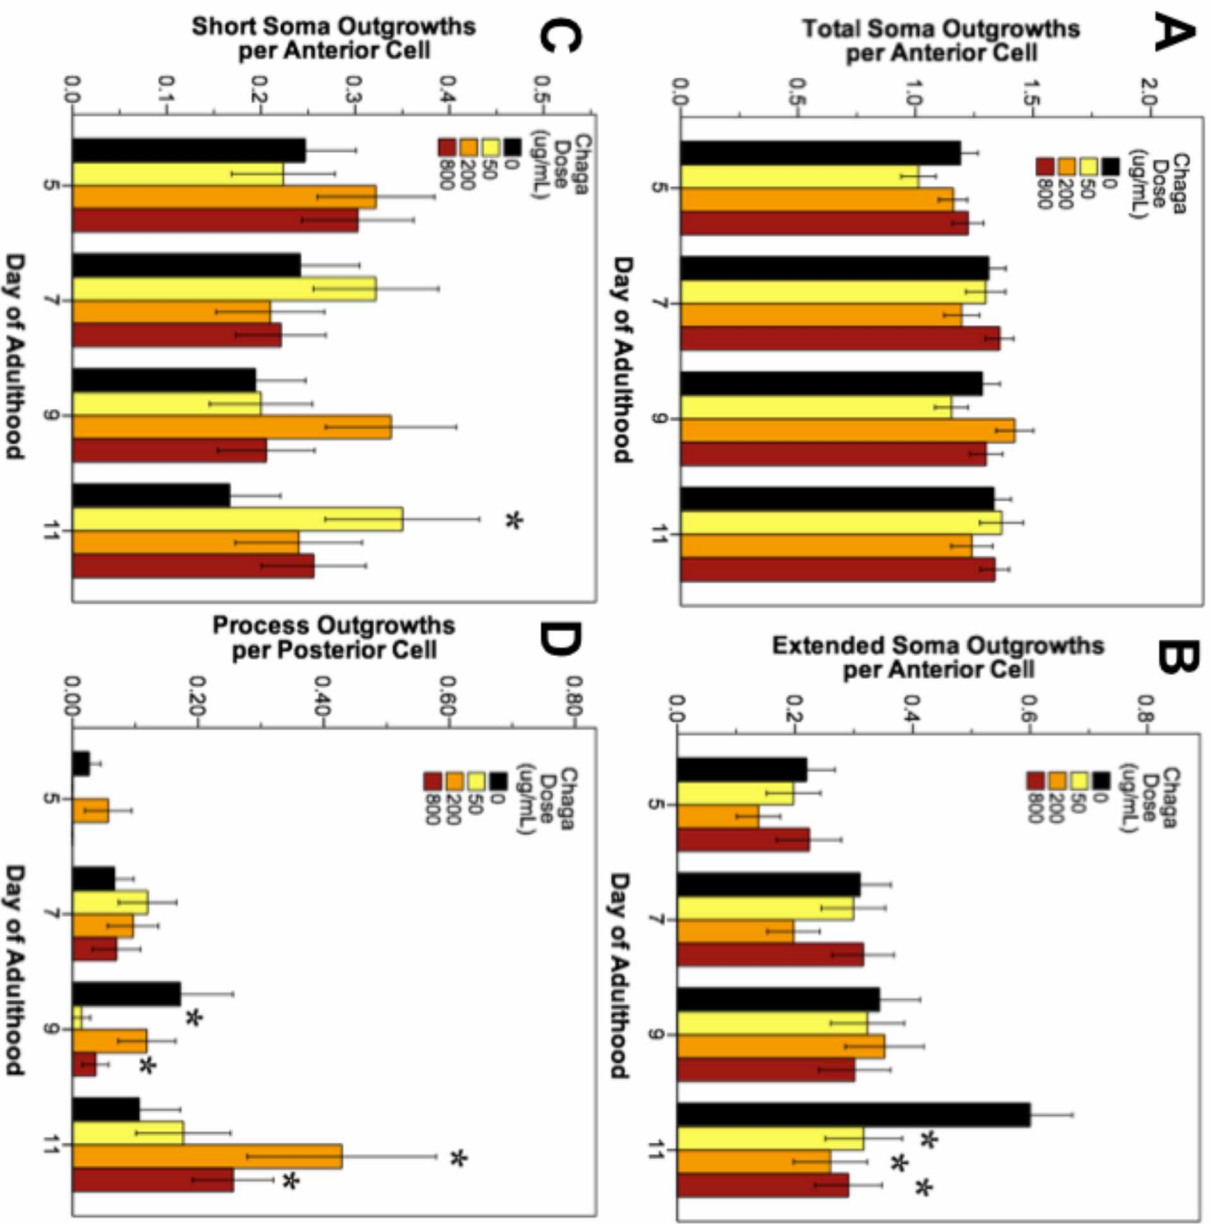 A
Total Soma Outgrowths
per Anterior Cell
2.0
1.5
1.0
0.5
0.0
Chaga
Dose
(ug/mL)
0
50
200
800
5
7
9
11
Day of Adulthood
B
Extended Soma Outgrowths
per Anterior Cell
0.8
0.6
0.4
0.2
0.0
Chaga
Dose
(ug/mL)
0
50
200
800
*
*
*
5
7
9
11
Day of Adulthood
C
Short Soma Outgrowths
per Anterior Cell
0.5
0.4
0.3
0.2
0.1
0.0
Chaga
Dose
(ug/mL)
0
50
200
800
*
5
7
9
11
Day of Adulthood
D
Process Outgrowths
per Posterior Cell
0.80
0.60
0.40
0.20
0.00
Chaga
Dose
(ug/mL)
0
50
200
800
*
*
*
*
5
7
9
11
Day of Adulthood